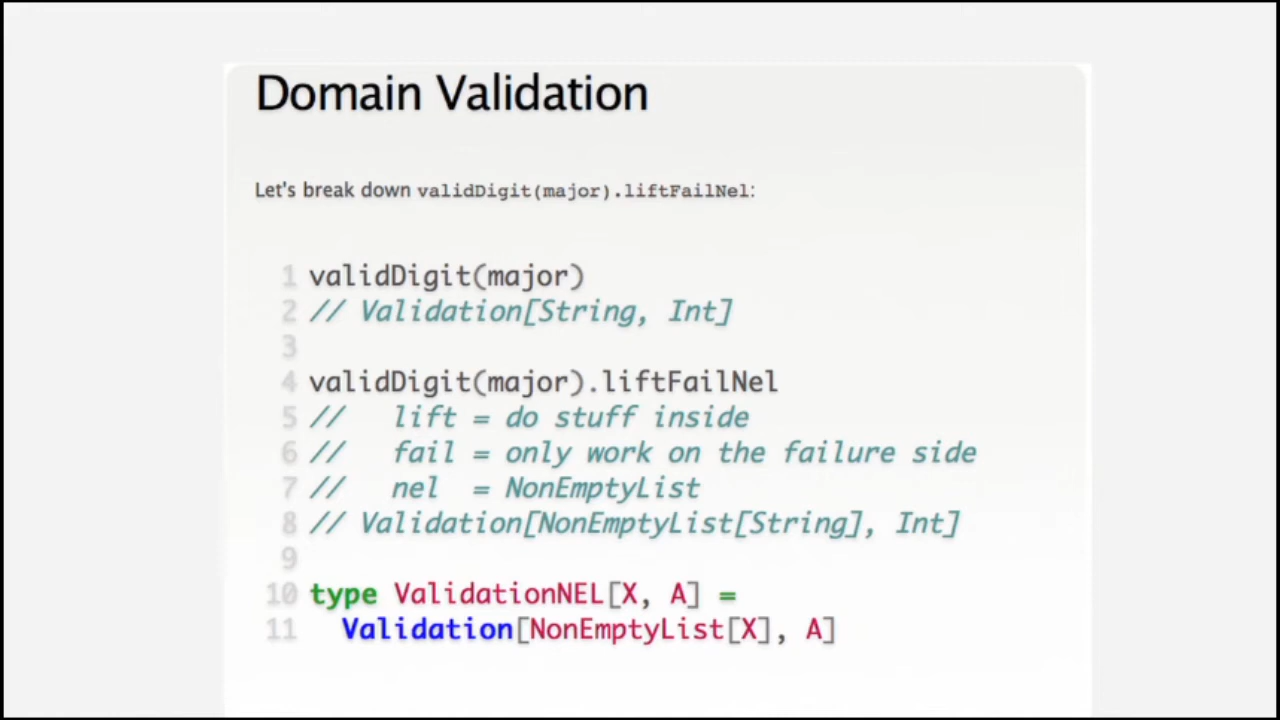 Domain Validation
Let's break down validDigit(major).liftFailNel:
1 validDigit(major)
2 // Validation[String, Int]
3
4 validDigit(major).liftFailNel
5 //   lift = do stuff inside
6 //   fail = only work on the failure side
7 //   nel  = NonEmptyList
8 // Validation[NonEmptyList[String], Int]
9
10 type ValidationNEL[X, A] =
11   Validation[NonEmptyList[X], A]